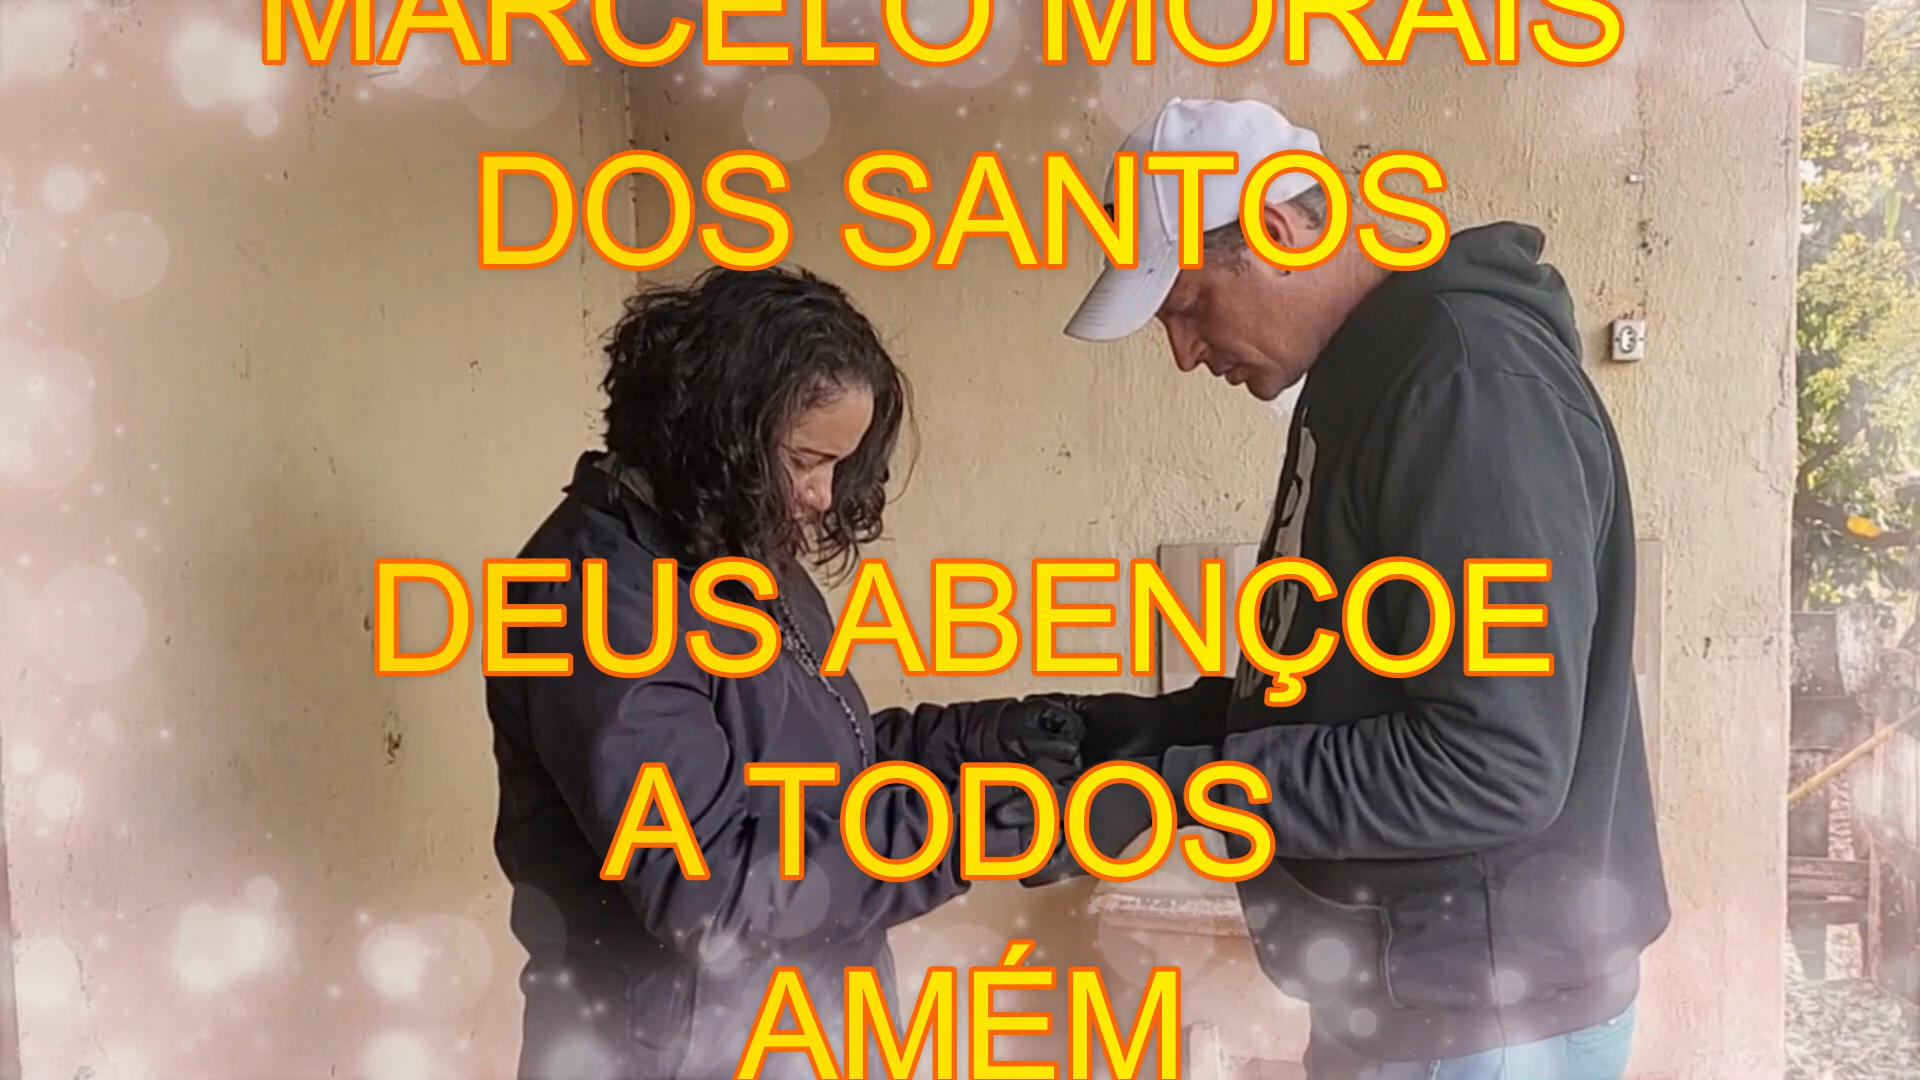 MARCELO MORAIS
DOS SANTOS
DEUS ABENÇOE
A TODOS
AMÉM